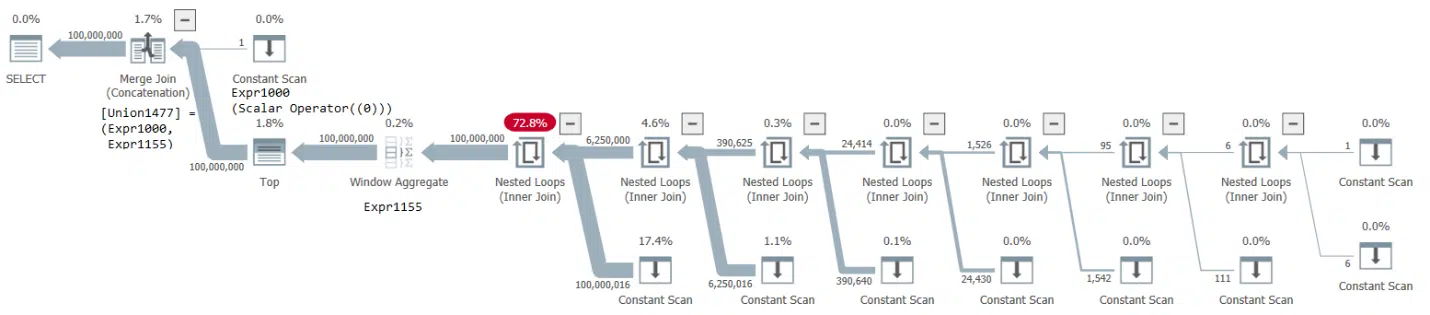 0.0%
1.7%
0.0%
100,000,000
1
SELECT
Merge Join
(Concatenation)
Constant Scan
Expr1000
(Scalar Operator((0)))
[Union1477] =
(Expr1000,
Expr1155)
100,000,000
1.8%
Top
100,000,000
0.2%
Window Aggregate
Expr1155
100,000,000
72.8%
Nested Loops
(Inner Join)
6,250,000
4.6%
Nested Loops
(Inner Join)
390,625
0.3%
Nested Loops
(Inner Join)
24,414
0.0%
Nested Loops
(Inner Join)
1,526
0.0%
Nested Loops
(Inner Join)
95
0.0%
Nested Loops
(Inner Join)
6
0.0%
Nested Loops
(Inner Join)
1
0.0%
Constant Scan
17.4%
100,000,016
Constant Scan
1.1%
6,250,016
Constant Scan
0.1%
390,640
Constant Scan
0.0%
24,430
Constant Scan
0.0%
1,542
Constant Scan
0.0%
111
Constant Scan
0.0%
6
Constant Scan